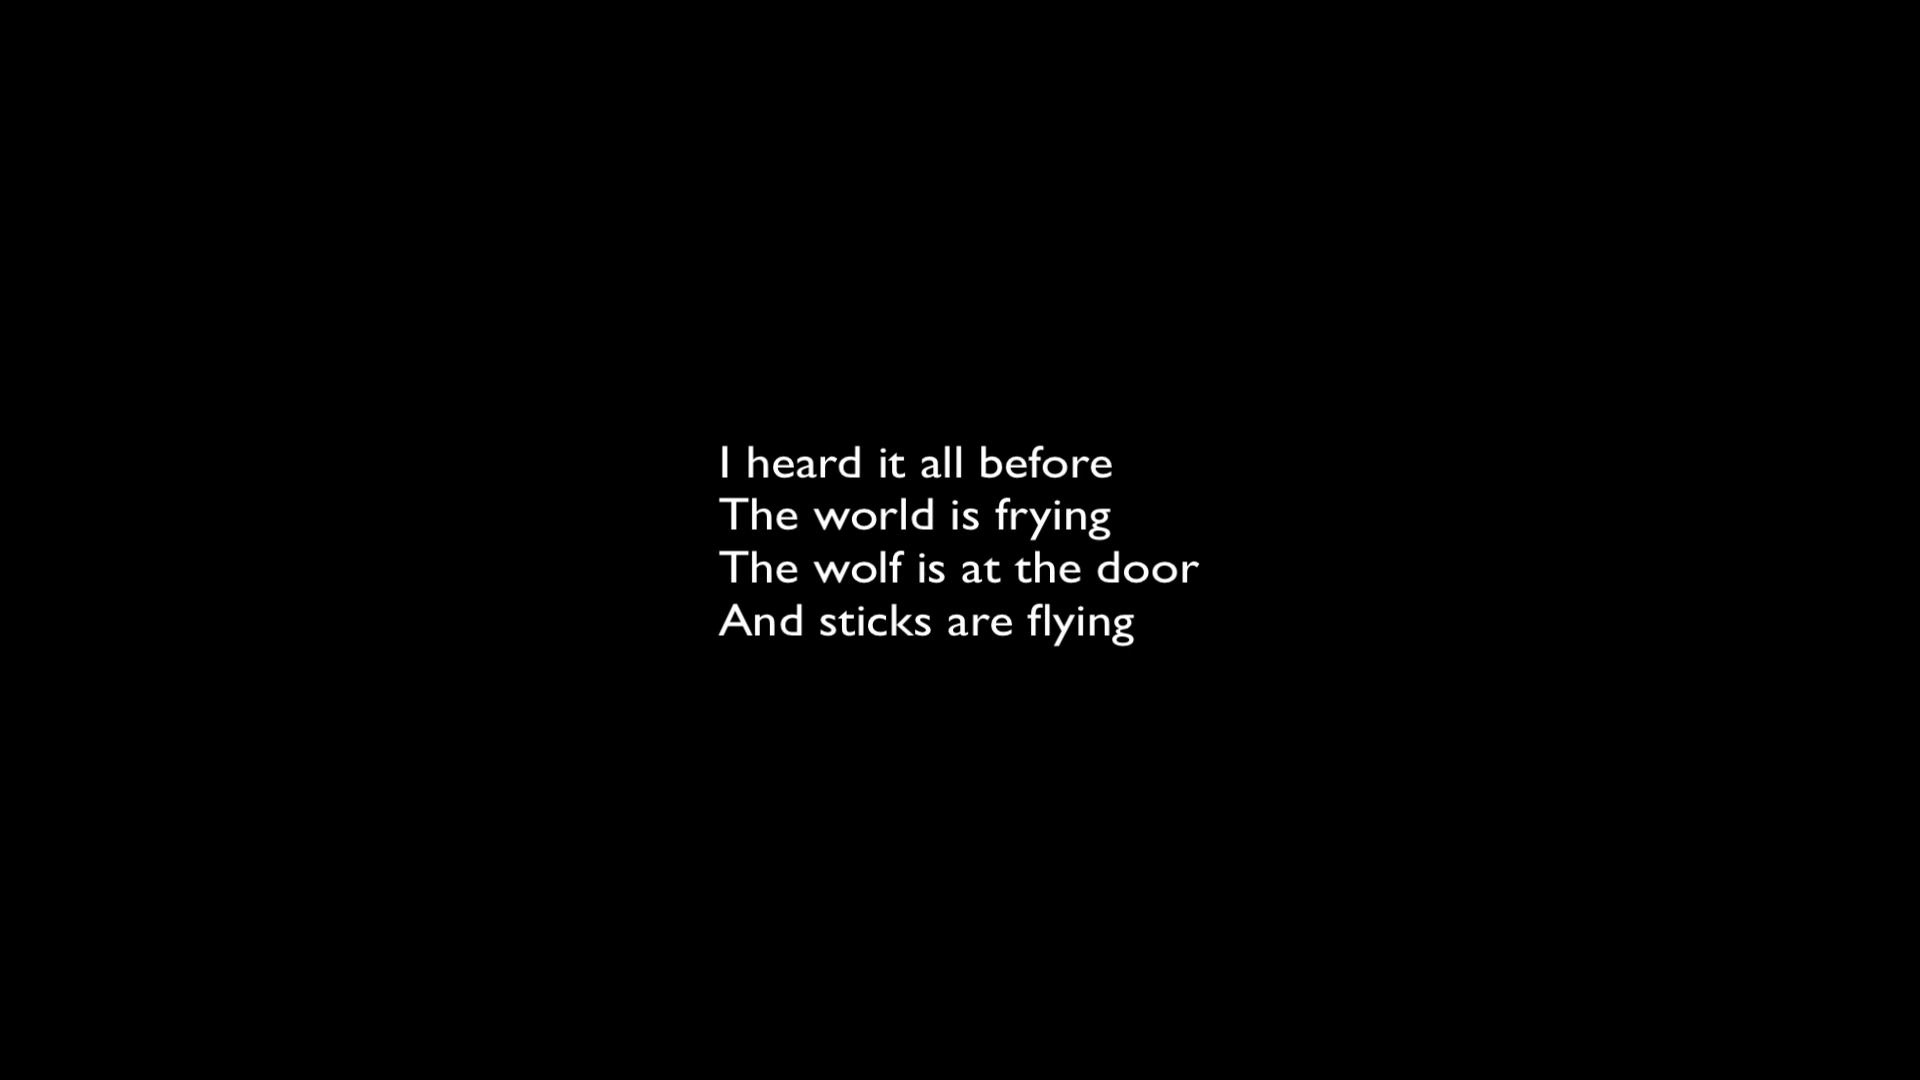 I heard it all before
The world is frying
The wolf is at the door
And sticks are flying